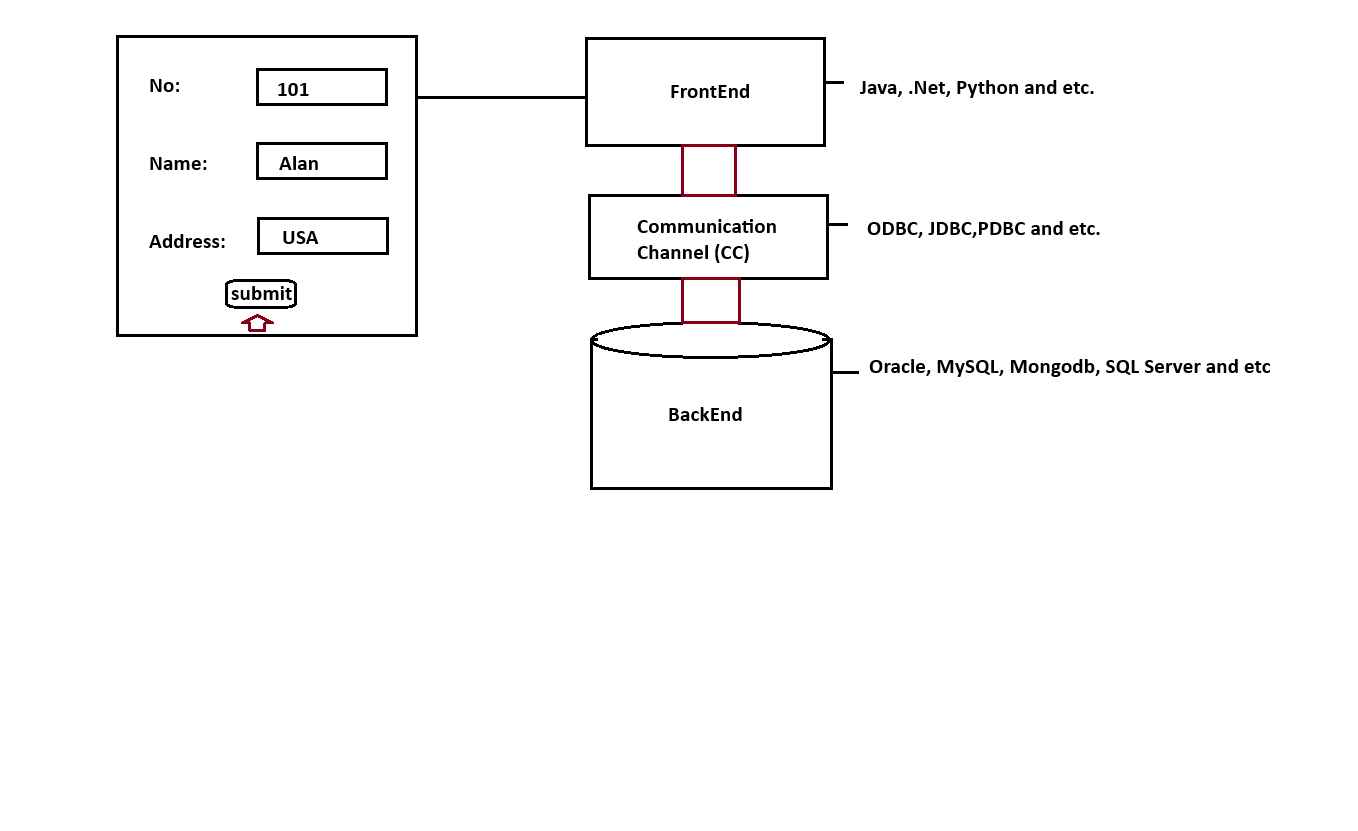 No:
101
Name:
Alan
Address:
USA
submit
FrontEnd
Java, .Net, Python and etc.
Communication
Channel (CC)
ODBC, JDBC,PDBC and etc.
BackEnd
Oracle, MySQL, Mongodb, SQL Server and etc